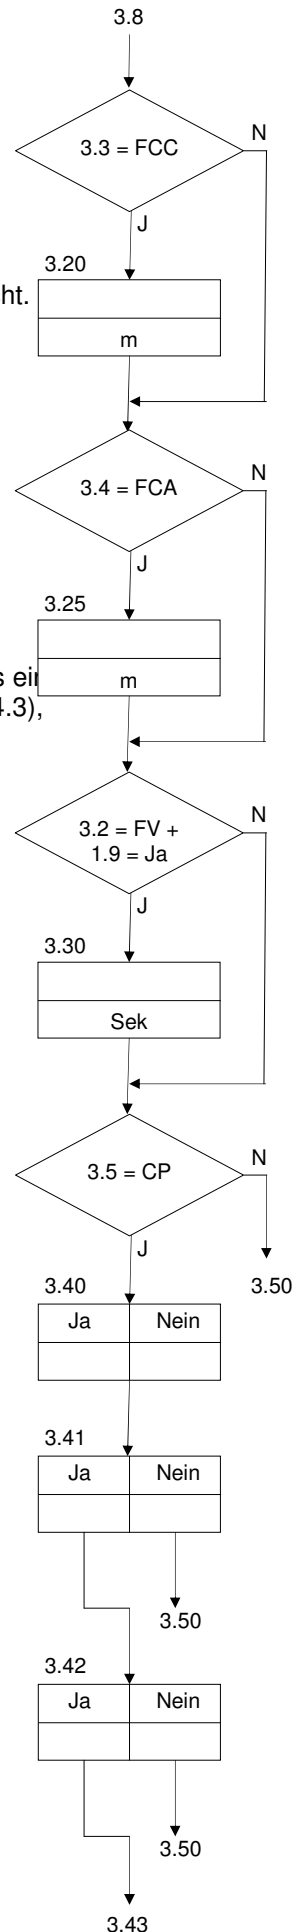 3.8
3.3 = FCC
N
J
3.20
ht.
m
3.4 = FCA
N
J
3.25
s ein
4.3),
m
3.2 = FV +
1.9 = Ja
N
J
3.30
Sek
3.5 = CP
N
J
3.40
3.50
Ja Nein
3.41
Ja Nein
3.50
3.42
Ja Nein
3.50
3.43